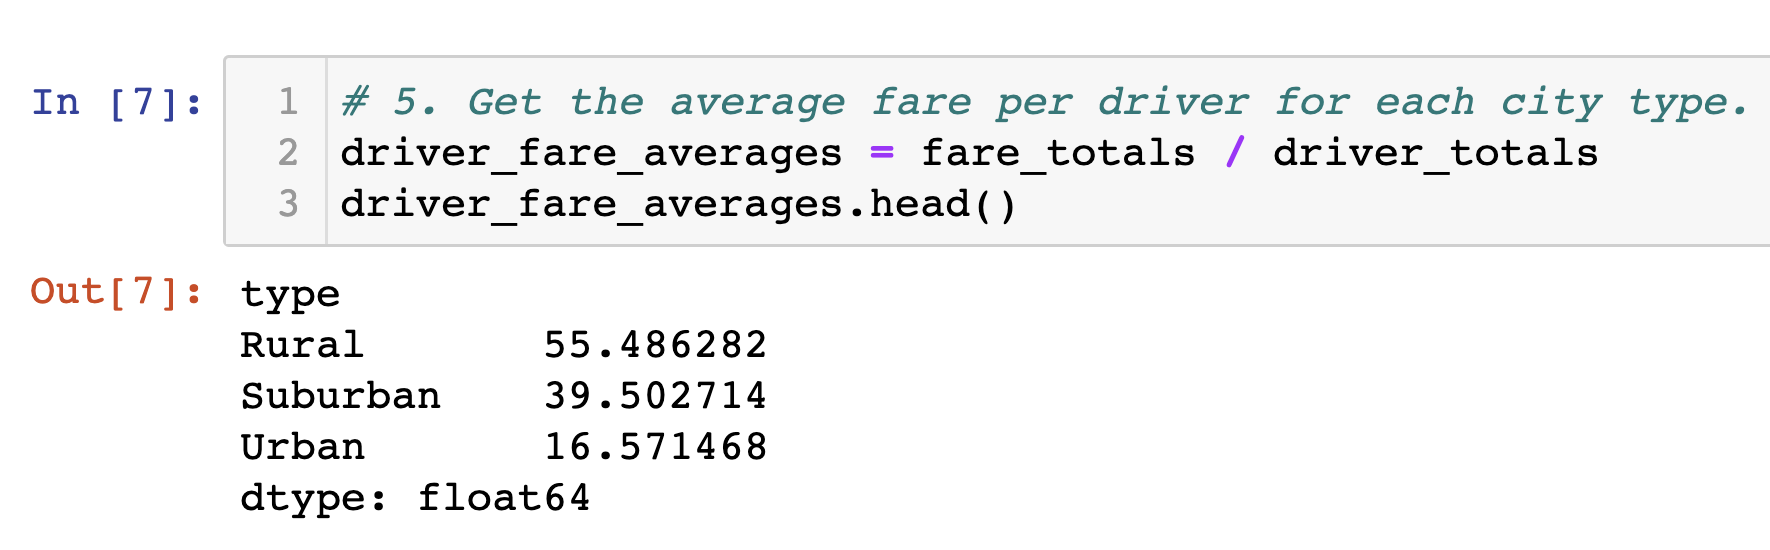 In [7]:
1 # 5. Get the average fare per driver for each city type.
2 driver_fare_averages = fare_totals / driver_totals
3 driver_fare_averages.head()
Out[7]: type
Rural 55.486282
Suburban 39.502714
Urban 16.571468
dtype: float64